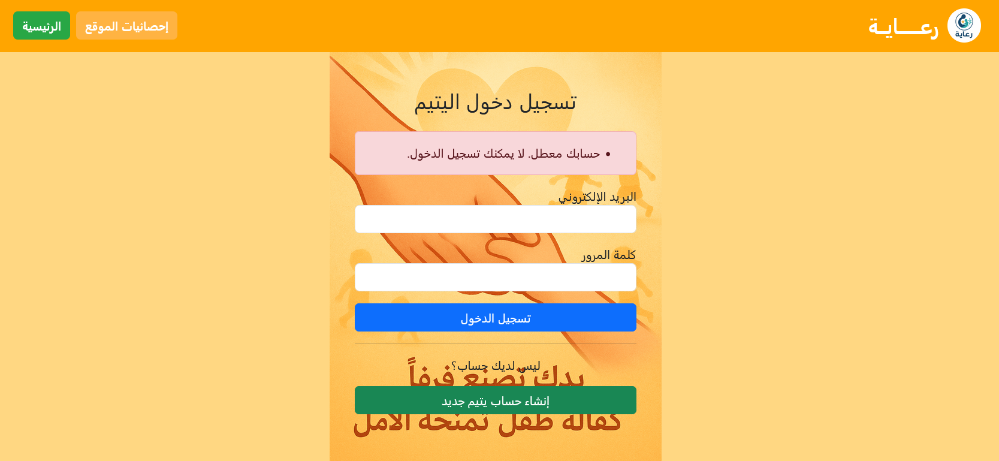 رعاية
رعـــــايــة
إحصائيات الموقع
الرئيسية
تسجيل دخول اليتيم
• حسابك معطل. لا يمكنك تسجيل الدخول.
البريد الإلكتروني
كلمة المرور
تسجيل الدخول
ليس لديك حساب؟
يدك تصنع فرقاً
إنشاء حساب يتيم جديد
كفالة طفل تمنحه الأمل